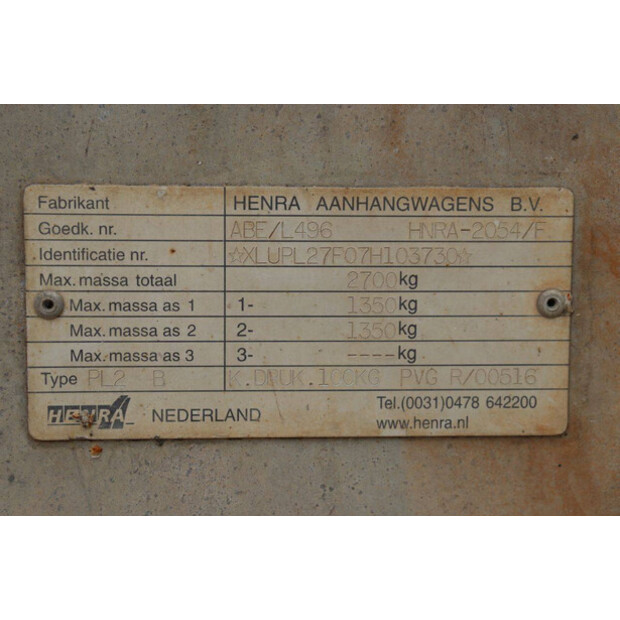 Fabrikant HENRA AANHANGWAGENS B.V.
Goedk. nr. ABE/L496 HNRA-2054/F
Identificatie nr. ☆XLUPL27F07H103730☆
Max. massa totaal 2700kg
Max. massa as 1 1- 1350kg
Max. massa as 2 2- 1350kg
Max. massa as 3 3- ----kg
Type PL2 B K.DRUK.100KG PVG R/00516
HENRA NEDERLAND Tel.(0031)0478 642200
www.henra.nl